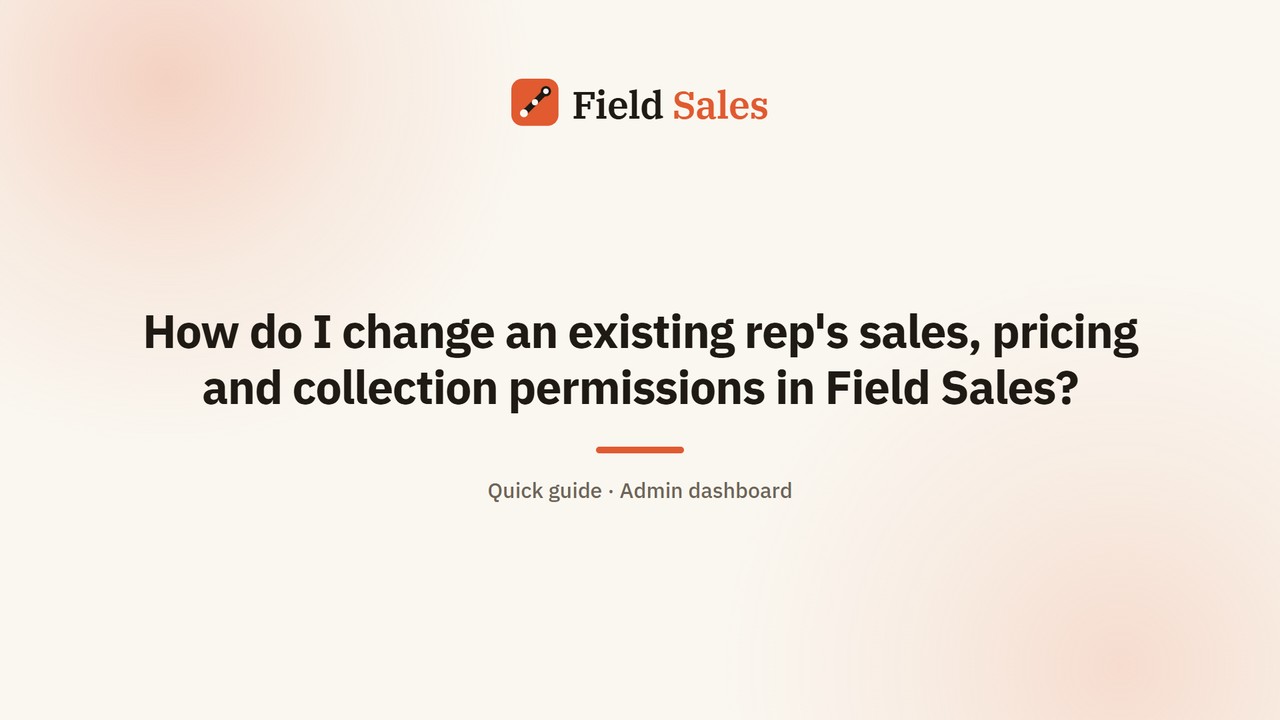 Field Sales
How do I change an existing rep's sales, pricing
and collection permissions in Field Sales?
Quick guide · Admin dashboard